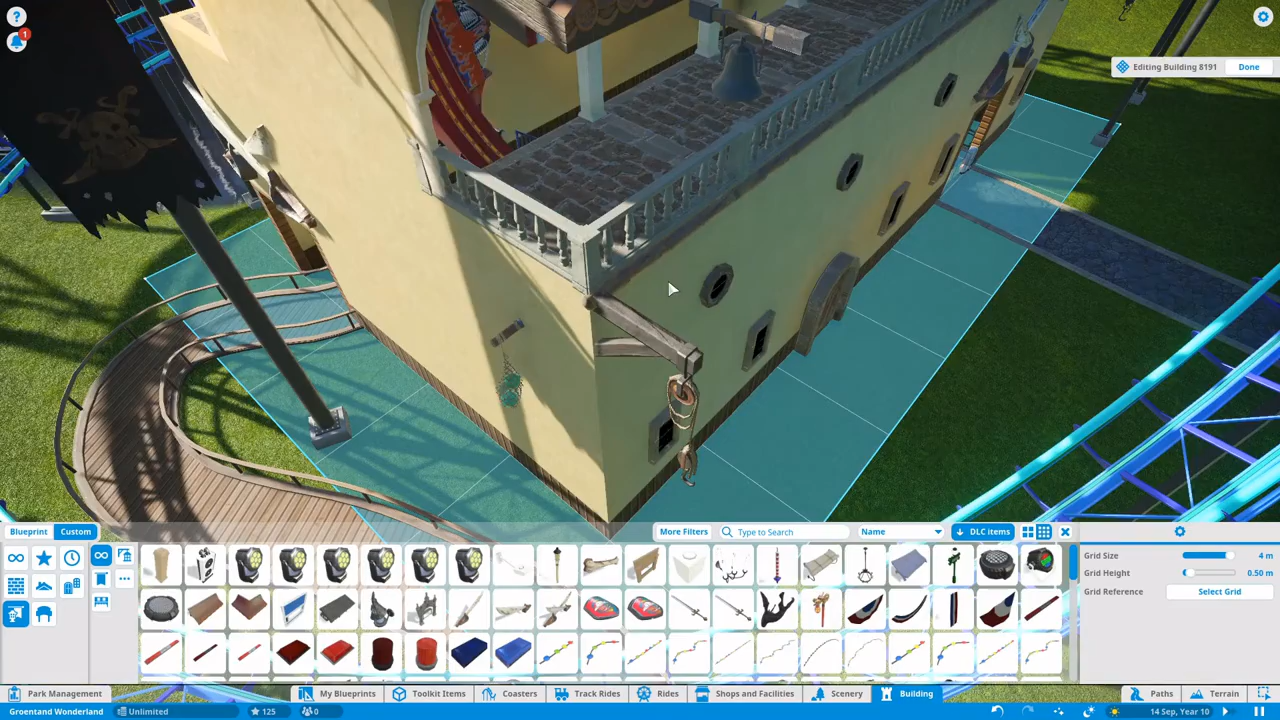 ?
1
Editing Building 8191 Done
Blueprint Custom More Filters Type to Search Name DLC items
Grid Size 4 m
Grid Height 0.50 m
Grid Reference Select Grid
Park Management My Blueprints Toolkit Items Coasters Track Rides Rides Shops and Facilities Scenery Building Paths Terrain
Groentand Wonderland Unlimited 125 0 14 Sep, Year 10